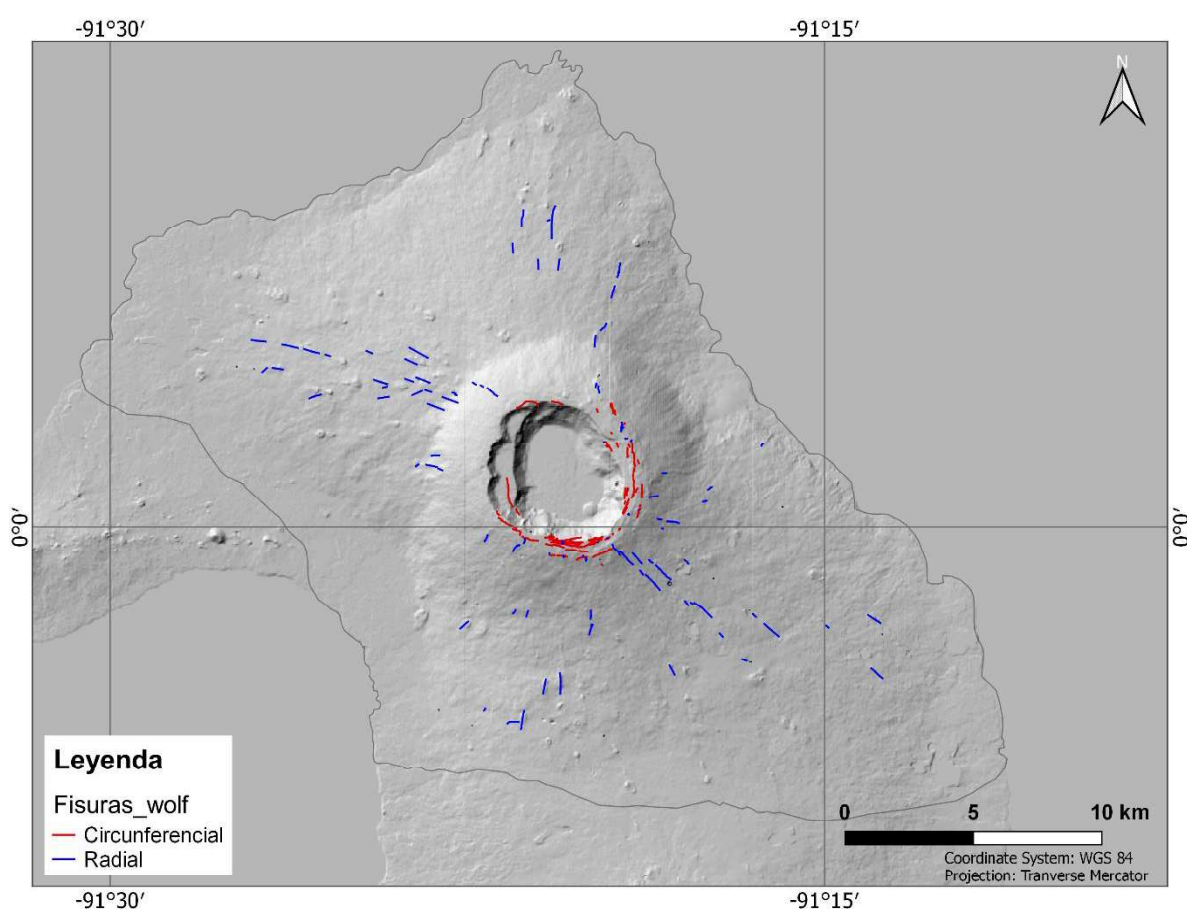 -91°30′ -91°15′
N
0°0′ 0°0′
Leyenda
Fisuras_wolf
Circunferencial
Radial
0 5 10 km
Coordinate System: WGS 84
Projection: Tranverse Mercator
-91°30′ -91°15′